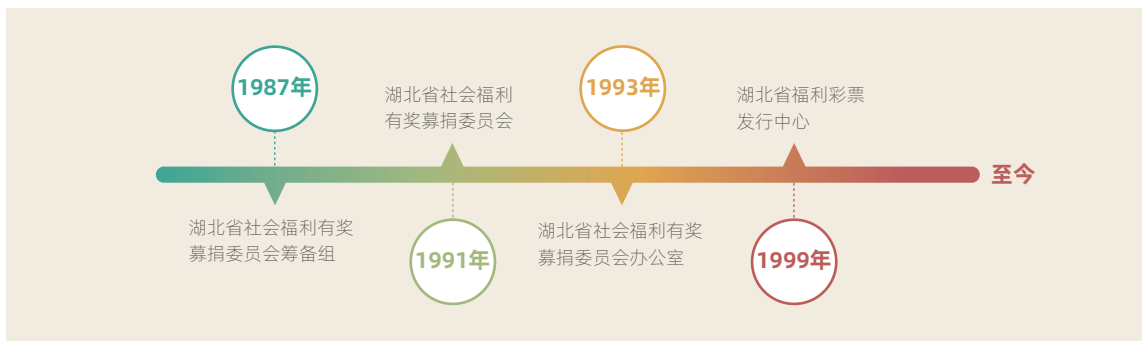 1987年
湖北省社会福利有奖
募捐委员会筹备组
湖北省社会福利
有奖募捐委员会
1991年
1993年
湖北省社会福利有奖
募捐委员会办公室
湖北省福利彩票
发行中心
1999年
至今